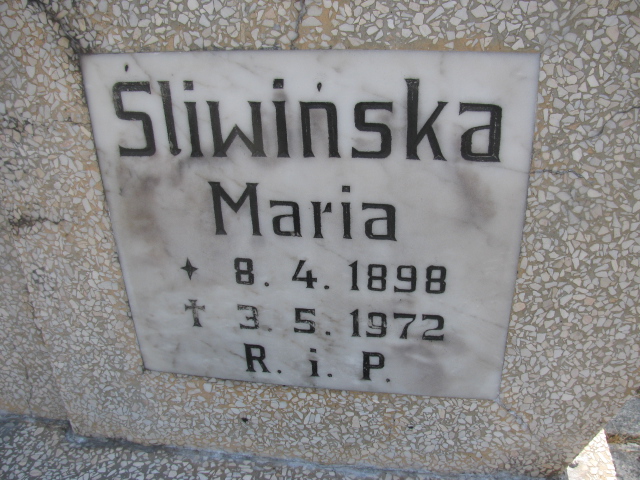 Śliwińska
Maria
✦ 8. 4. 1898
✝ 3. 5. 1972
R. i. P.